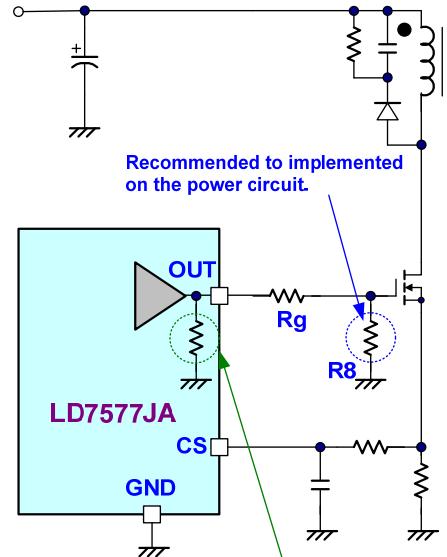 +
Recommended to implemented
on the power circuit.
OUT
Rg
R8
LD7577JA
CS
GND